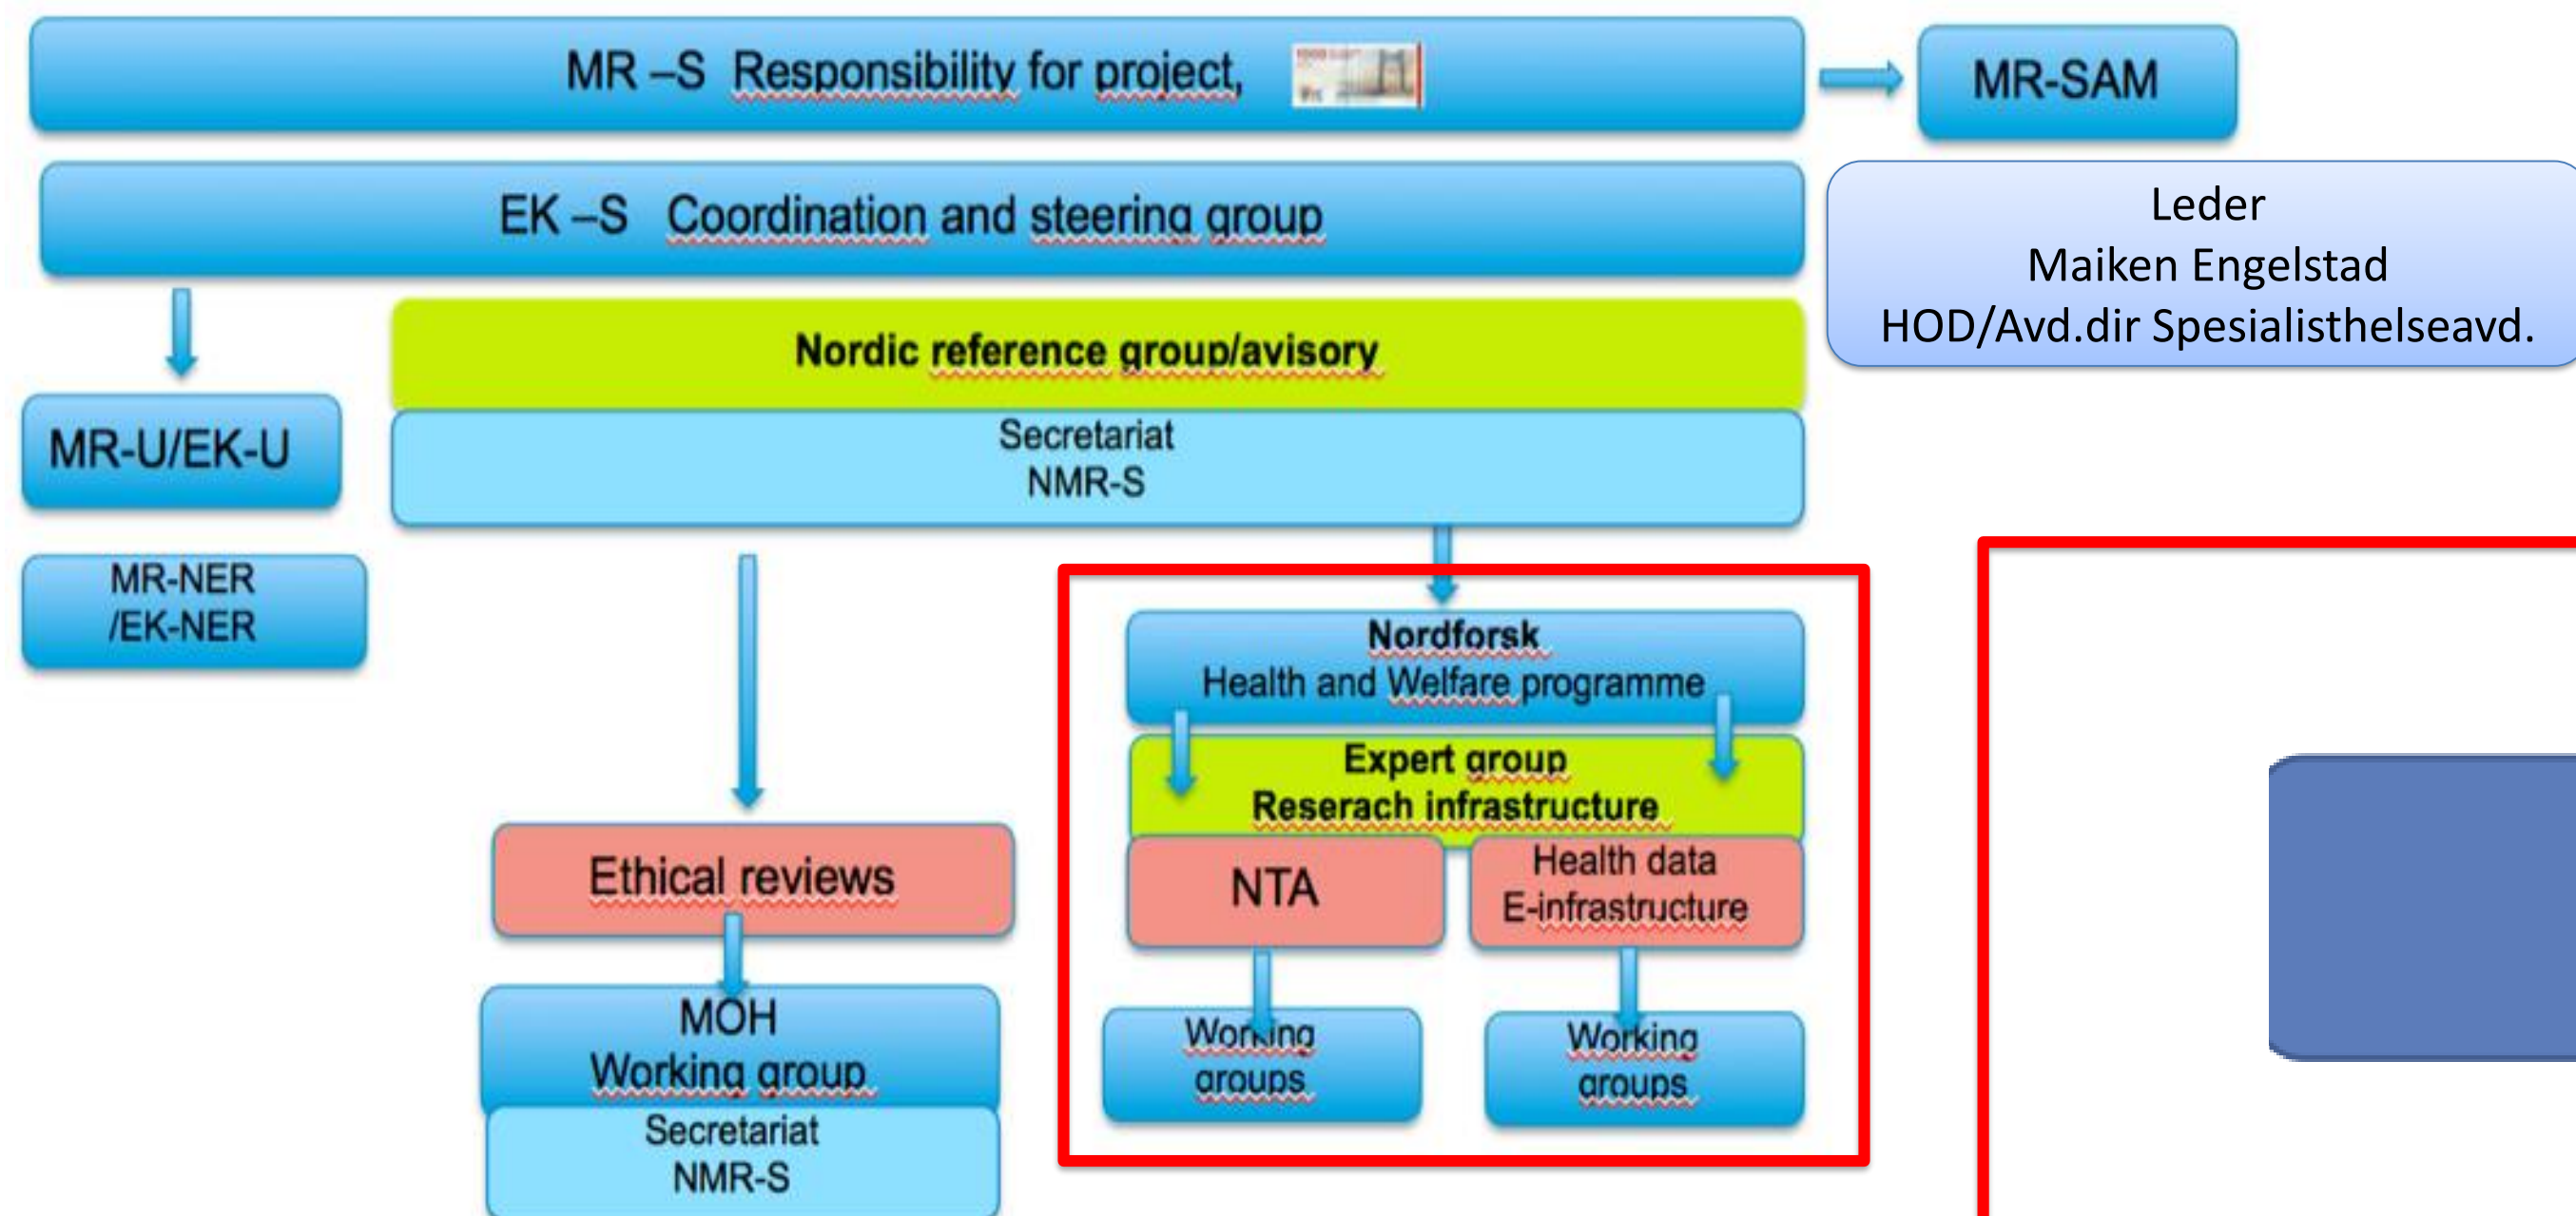 MR –S Responsibility for project,
MR-SAM
EK –S Coordination and steering group
Leder
Maiken Engelstad
HOD/Avd.dir Spesialisthelseavd.
Nordic reference group/avisory
Secretariat
NMR-S
MR-U/EK-U
MR-NER
/EK-NER
Nordforsk
Health and Welfare programme
Expert group
Reserach infrastructure
Ethical reviews
NTA
Health data
E-infrastructure
MOH
Working group
Secretariat
NMR-S
Working
groups
Working
groups